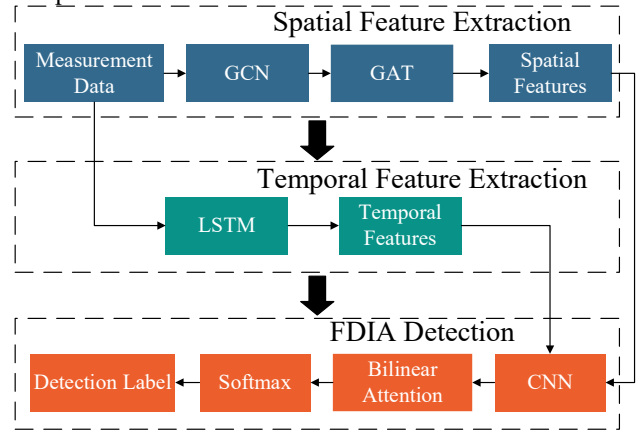 Spatial Feature Extraction
Measurement
Data
GCN
GAT
Spatial
Features
Temporal Feature Extraction
LSTM
Temporal
Features
FDIA Detection
Detection Label
Softmax
Bilinear
Attention
CNN